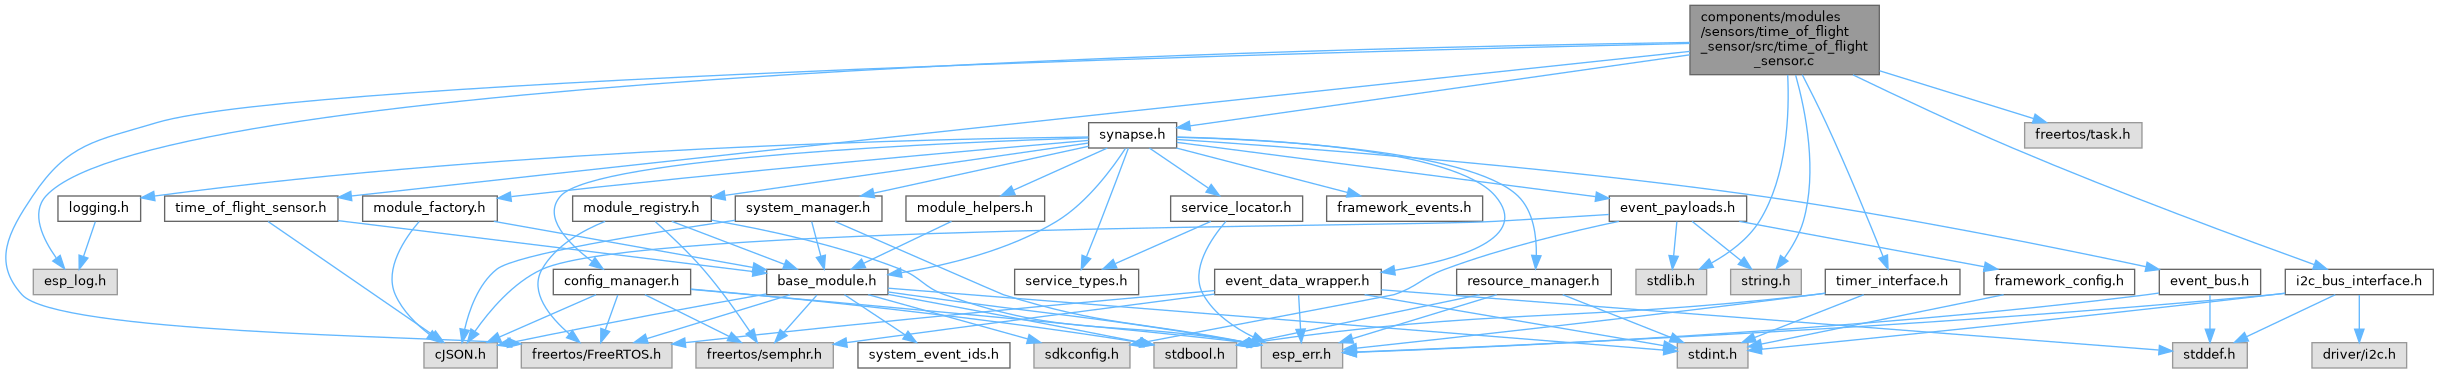 components/modules
/sensors/time_of_flight
_sensor/src/time_of_flight
_sensor.c
synapse.h
freertos/task.h
logging.h
time_of_flight_sensor.h
module_factory.h
module_registry.h
system_manager.h
module_helpers.h
service_locator.h
framework_events.h
event_payloads.h
esp_log.h
config_manager.h
base_module.h
service_types.h
event_data_wrapper.h
resource_manager.h
stdlib.h
string.h
timer_interface.h
framework_config.h
event_bus.h
i2c_bus_interface.h
cJSON.h
freertos/FreeRTOS.h
freertos/semphr.h
system_event_ids.h
sdkconfig.h
stdbool.h
esp_err.h
stdint.h
stddef.h
driver/i2c.h